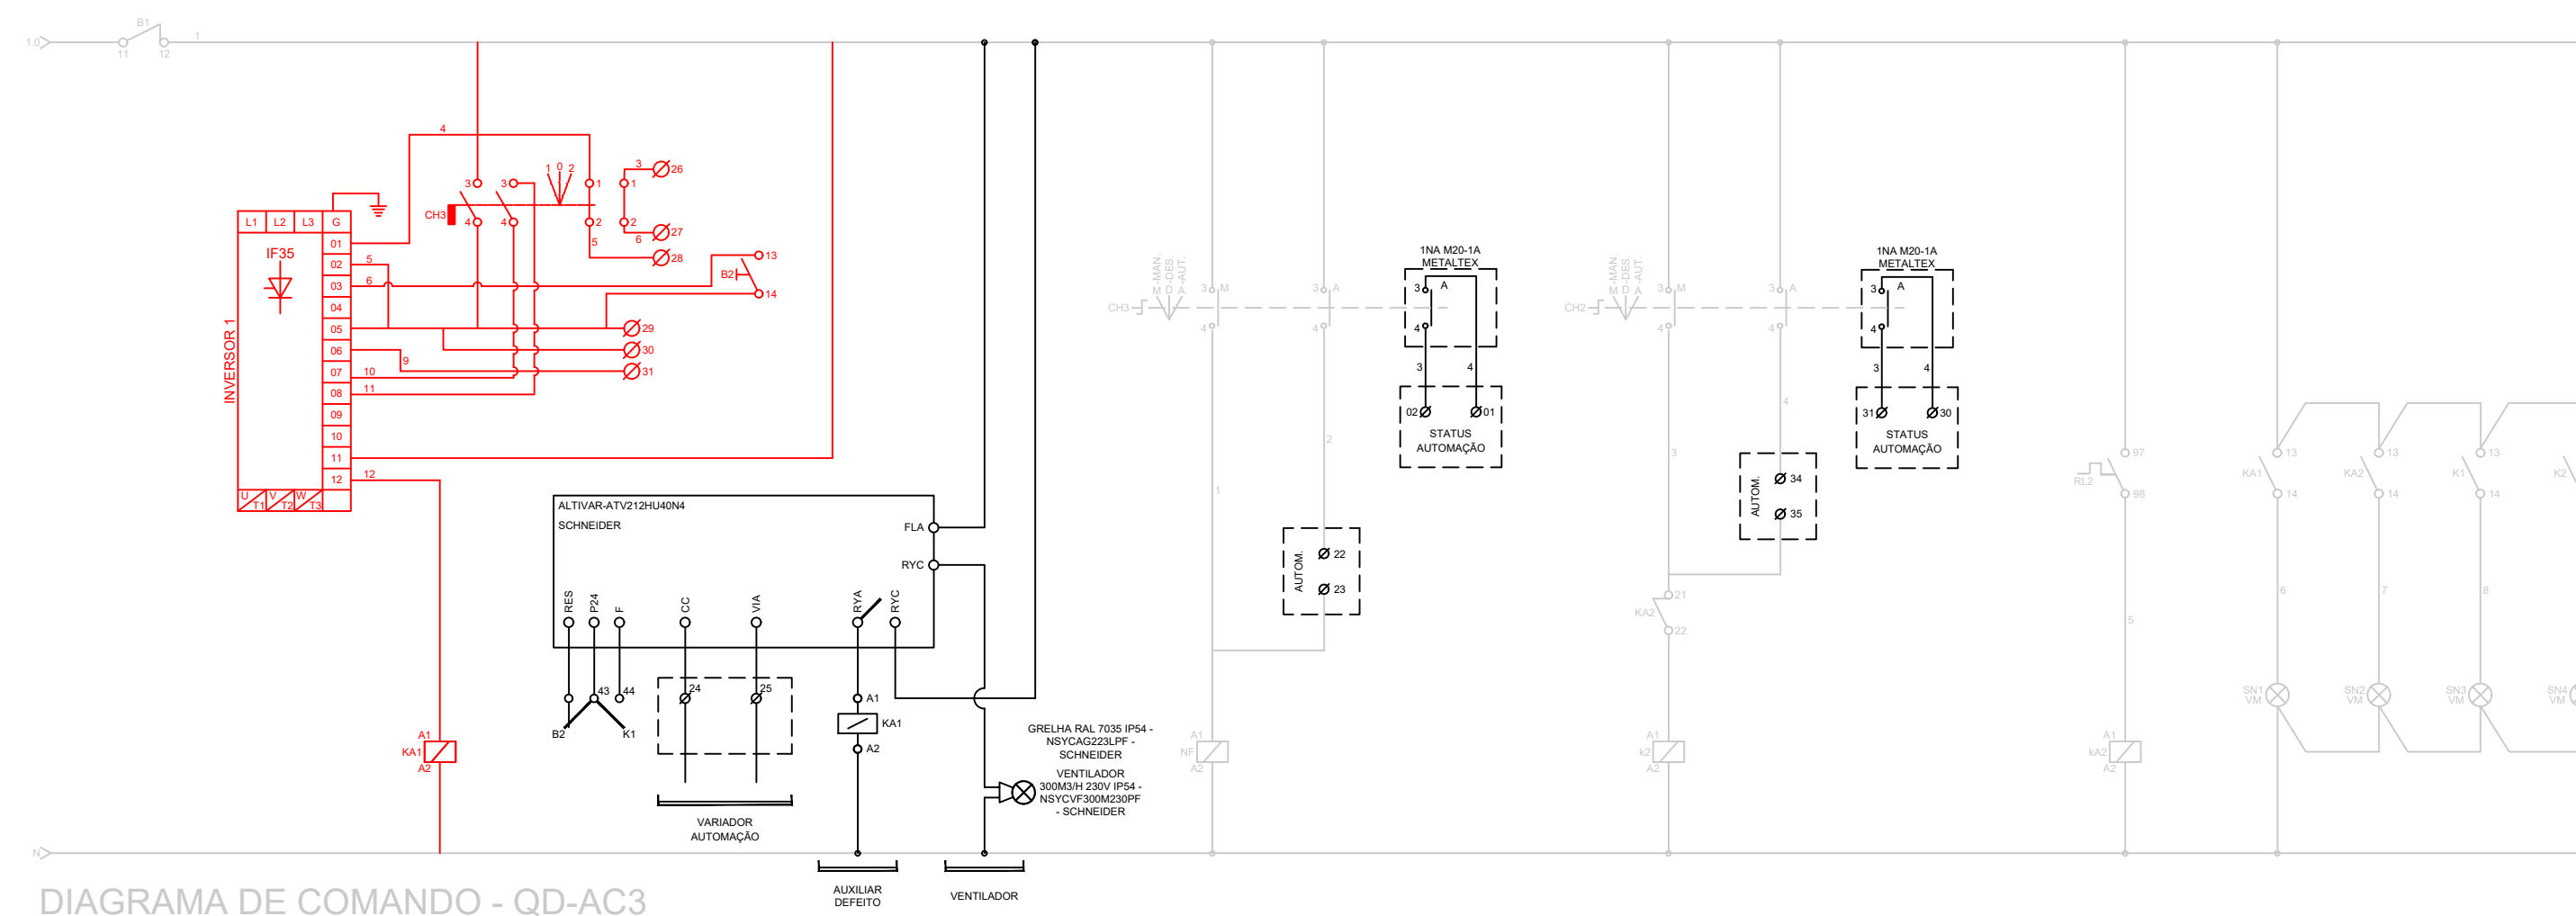 B1
1.0
11 12
1
4
3 3
1 0 2
1 1
3
26
CH3
4 4
2 2
5
6
27
28
L1 L2 L3 G
IF35
INVERSOR 1
01
02
03
04
05
06
07
08
09
10
11
12
5
6
9
10
11
12
U
T1
V
T2
W
T3
B2
13
14
29
30
31
A1
KA1
A2
ALTIVAR-ATV212HU40N4
SCHNEIDER
FLA
RYC
RES
P24
F
CC
VIA
RYA
RYC
43 44
B2
K1
24
25
VARIADOR
AUTOMAÇÃO
A1
KA1
A2
AUXILIAR
DEFEITO
VENTILADOR
GRELHA RAL 7035 IP54 -
NSYCAG223LPF -
SCHNEIDER
VENTILADOR
300M3/H 230V IP54 -
NSYCVF300M230PF
- SCHNEIDER
CH3
-MAN.
-DES.
-AUT.
M D A
3 M
4
3 A
4
1NA M20-1A
METALTEX
3 A
4
3 4
02 01
STATUS
AUTOMAÇÃO
2
1
AUTOM.
22
23
A1
NF
A2
CH2
-MAN.
-DES.
-AUT.
M D A
3 M
4
3 A
4
1NA M20-1A
METALTEX
3 A
4
3 4
31 30
STATUS
AUTOMAÇÃO
4
3
AUTOM.
34
35
KA2
21
22
A1
k2
A2
RL2
97
98
5
A1
kA2
A2
KA1
13
14
KA2
13
14
K1
13
14
K2
6
7
8
SN1
VM
SN2
VM
SN3
VM
SN4
VM
N
DIAGRAMA DE COMANDO - QD-AC3